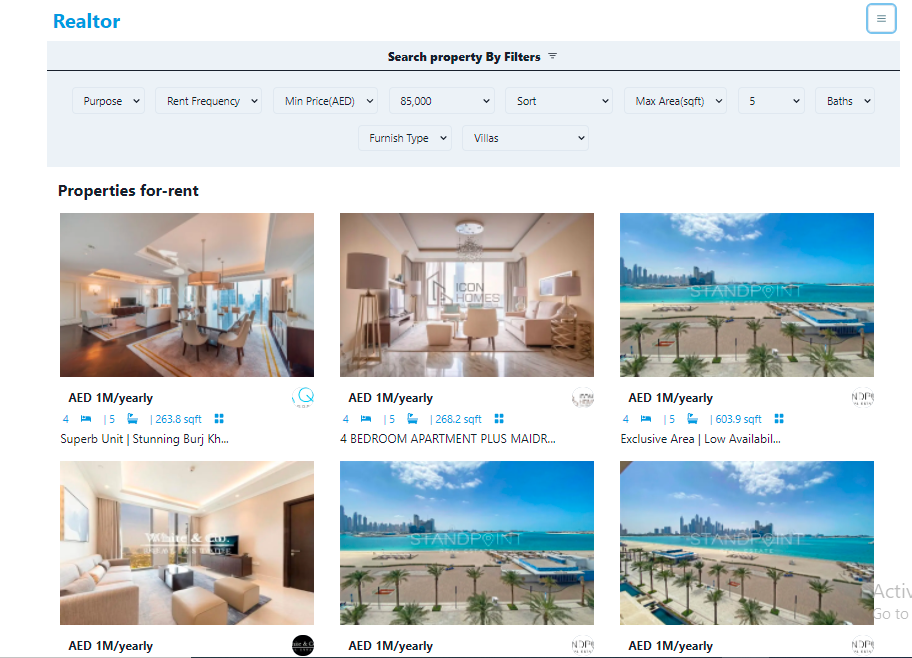 Realtor
Search property By Filters
Purpose Rent Frequency Min Price(AED) 85,000 Sort Max Area(sqft) 5 Baths
Furnish Type Villas
Properties for-rent
ICON
HOMES
STANDPOINT
AED 1M/yearly AED 1M/yearly AED 1M/yearly
4 | 5 | 263.8 sqft 4 | 5 | 268.2 sqft 4 | 5 | 603.9 sqft
Superb Unit | Stunning Burj Kh... 4 BEDROOM APARTMENT PLUS MAIDR... Exclusive Area | Low Availabil...
White & Co. STANDPOINT STANDPOINT
Activ
Go to
AED 1M/yearly AED 1M/yearly AED 1M/yearly